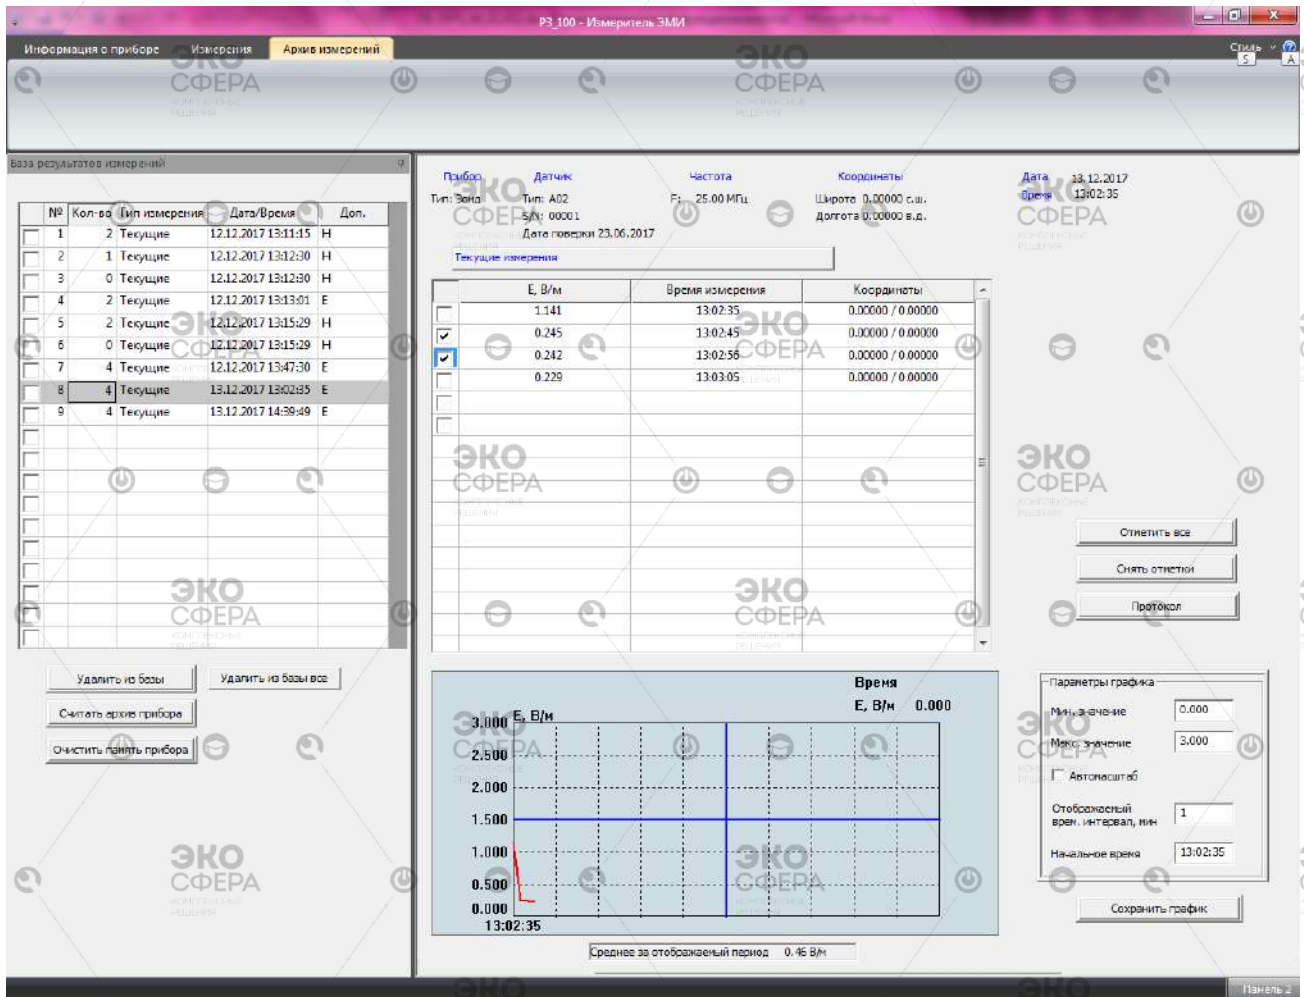 П3_100 - Измеритель ЭМИ
Информация о приборе Измерения Архив измерений
Стиль
S A
База результатов измерений
№ Кол-во Тип измерения Дата/Время Доп.
1 2 Текущие 12.12.2017 13:11:15 H
2 1 Текущие 12.12.2017 13:12:30 H
3 0 Текущие 12.12.2017 13:12:30 H
4 2 Текущие 12.12.2017 13:13:01 E
5 2 Текущие 12.12.2017 13:15:29 H
6 0 Текущие 12.12.2017 13:15:29 H
7 4 Текущие 12.12.2017 13:47:30 E
8 4 Текущие 13.12.2017 13:02:35 E
9 4 Текущие 13.12.2017 14:39:49 E
Удалить из базы Удалить из базы все
Считать архив прибора
Очистить память прибора
Прибор Датчик Частота Координаты Дата 13.12.2017
Тип: Зонд Тип: A02 F: 25.00 МГц Широта 0.00000 с.ш. Время 13:02:35
S/N: 00001 Долгота 0.00000 в.д.
Дата поверки 23.06.2017
Текущие измерения
E, В/м Время измерения Координаты
1.141 13:02:35 0.00000 / 0.00000
0.245 13:02:45 0.00000 / 0.00000
0.242 13:02:56 0.00000 / 0.00000
0.229 13:03:05 0.00000 / 0.00000
Отметить все
Снять отметки
Протокол
Время
E, В/м 0.000
E, В/м
3.000
2.500
2.000
1.500
1.000
0.500
0.000
13:02:35
Среднее за отображаемый период 0.46 В/м
Параметры графика
Мин. значение 0.000
Макс. значение 3.000
Автомасштаб
Отображаемый
врем. интервал, мин 1
Начальное время 13:02:35
Сохранить график
Панель 2
ЭКО
СФЕРА
КОМПЛЕКСНЫЕ
РЕШЕНИЯ